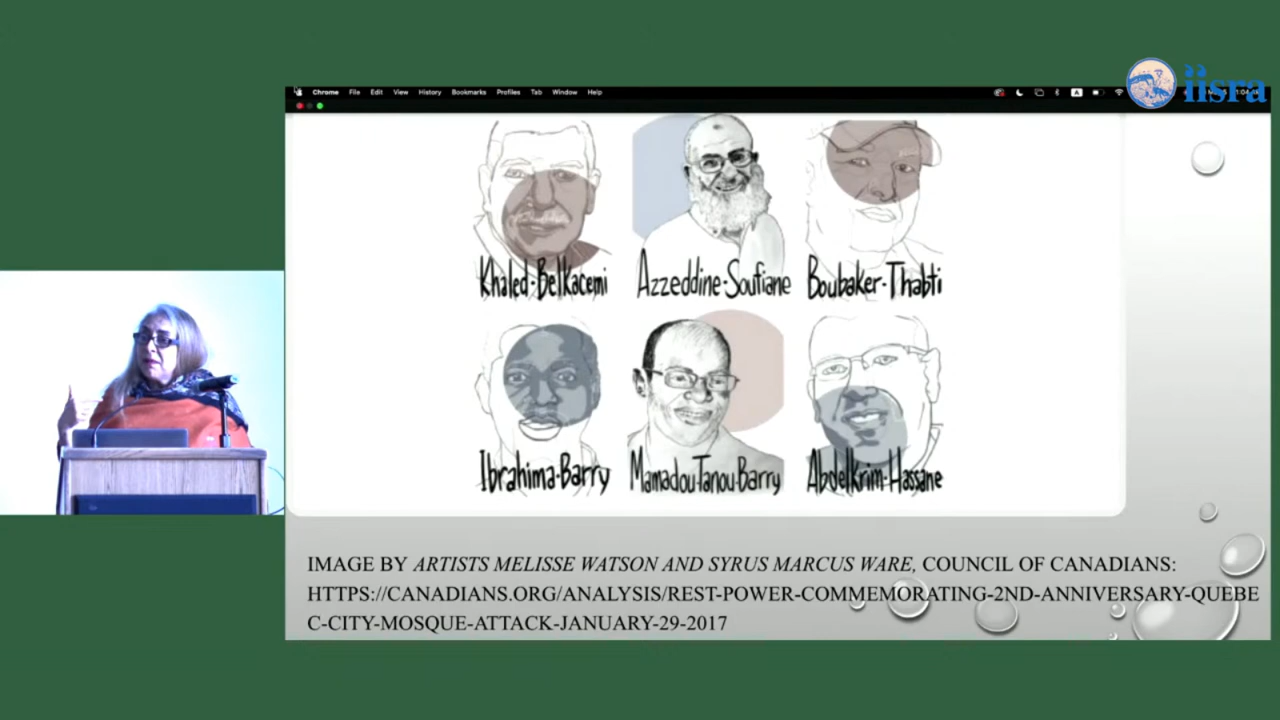 iisra
Chrome File Edit View History Bookmarks Profiles Tab Window Help
Khaled-Belkacemi
Azzeddine-Soufiane
Boubaker-Thabti
Ibrahima-Barry
Mamadou-Tanou-Barry
Abdelkrim-Hassane
IMAGE BY ARTISTS MELISSE WATSON AND SYRUS MARCUS WARE, COUNCIL OF CANADIANS:
HTTPS://CANADIANS.ORG/ANALYSIS/REST-POWER-COMMEMORATING-2ND-ANNIVERSARY-QUEBE
C-CITY-MOSQUE-ATTACK-JANUARY-29-2017